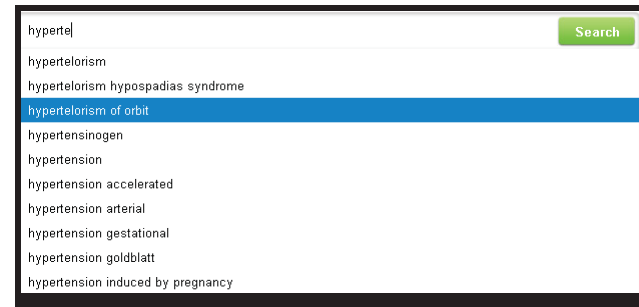 hyperte
Search
hypertelorism
hypertelorism hypospadias syndrome
hypertelorism of orbit
hypertensinogen
hypertension
hypertension accelerated
hypertension arterial
hypertension gestational
hypertension goldblatt
hypertension induced by pregnancy